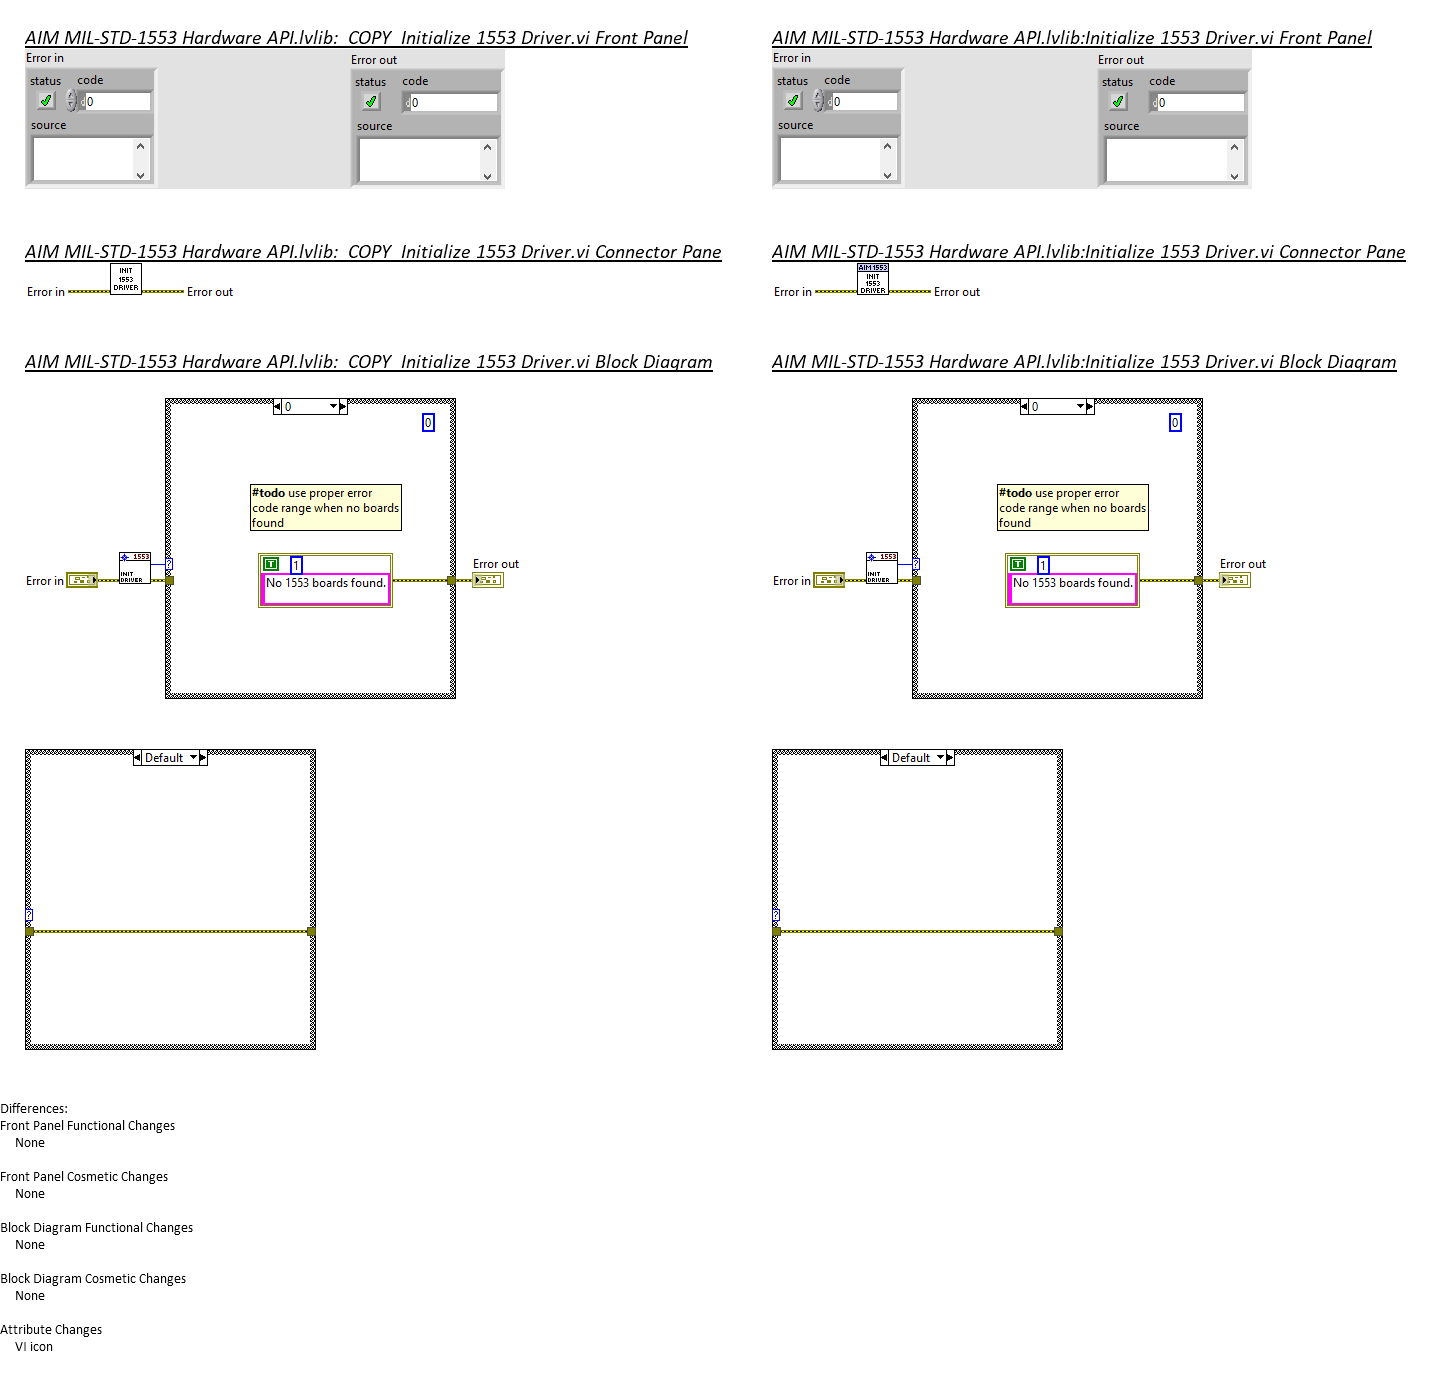 AIM MIL-STD-1553 Hardware API.lvlib:_COPY_Initialize 1553 Driver.vi Front Panel
Error in
status
code
0
source
Error out
status
code
0
source
AIM MIL-STD-1553 Hardware API.lvlib:Initialize 1553 Driver.vi Front Panel
Error in
status
code
0
source
Error out
status
code
0
source
AIM MIL-STD-1553 Hardware API.lvlib:_COPY_Initialize 1553 Driver.vi Connector Pane
INIT
1553
DRIVER
Error in
Error out
AIM MIL-STD-1553 Hardware API.lvlib:Initialize 1553 Driver.vi Connector Pane
AIM1553
INIT
1553
DRIVER
Error in
Error out
AIM MIL-STD-1553 Hardware API.lvlib:_COPY_Initialize 1553 Driver.vi Block Diagram
0
0
#todo use proper error
code range when no boards
found
1553
INIT
DRIVER
?
Error in
T
1
No 1553 boards found.
Error out
AIM MIL-STD-1553 Hardware API.lvlib:Initialize 1553 Driver.vi Block Diagram
0
0
#todo use proper error
code range when no boards
found
1553
INIT
DRIVER
?
Error in
T
1
No 1553 boards found.
Error out
Default
?
Default
?
Differences:
Front Panel Functional Changes
None
Front Panel Cosmetic Changes
None
Block Diagram Functional Changes
None
Block Diagram Cosmetic Changes
None
Attribute Changes
VI icon